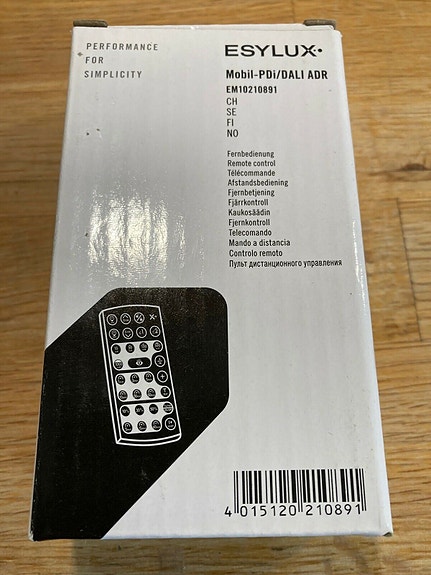 PERFORMANCE
FOR
SIMPLICITY
ESYLUX
Mobil-PDi/DALI ADR
EM10210891
CH
SE
FI
NO
Fernbedienung
Remote control
Télécommande
Afstandsbediening
Fjernbetjening
Fjärrkontroll
Kaukosäädin
Fjernkontroll
Telecomando
Mando a distancia
Controlo remoto
Пульт дистанционного управления
4 015120 210891